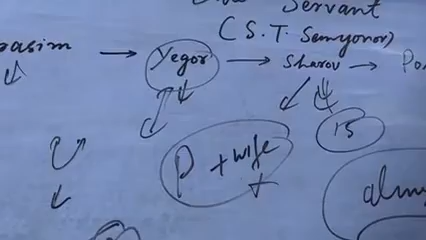 Servant
(S.T. Semyonov)
Yegor → Sharov →
15
P + wife